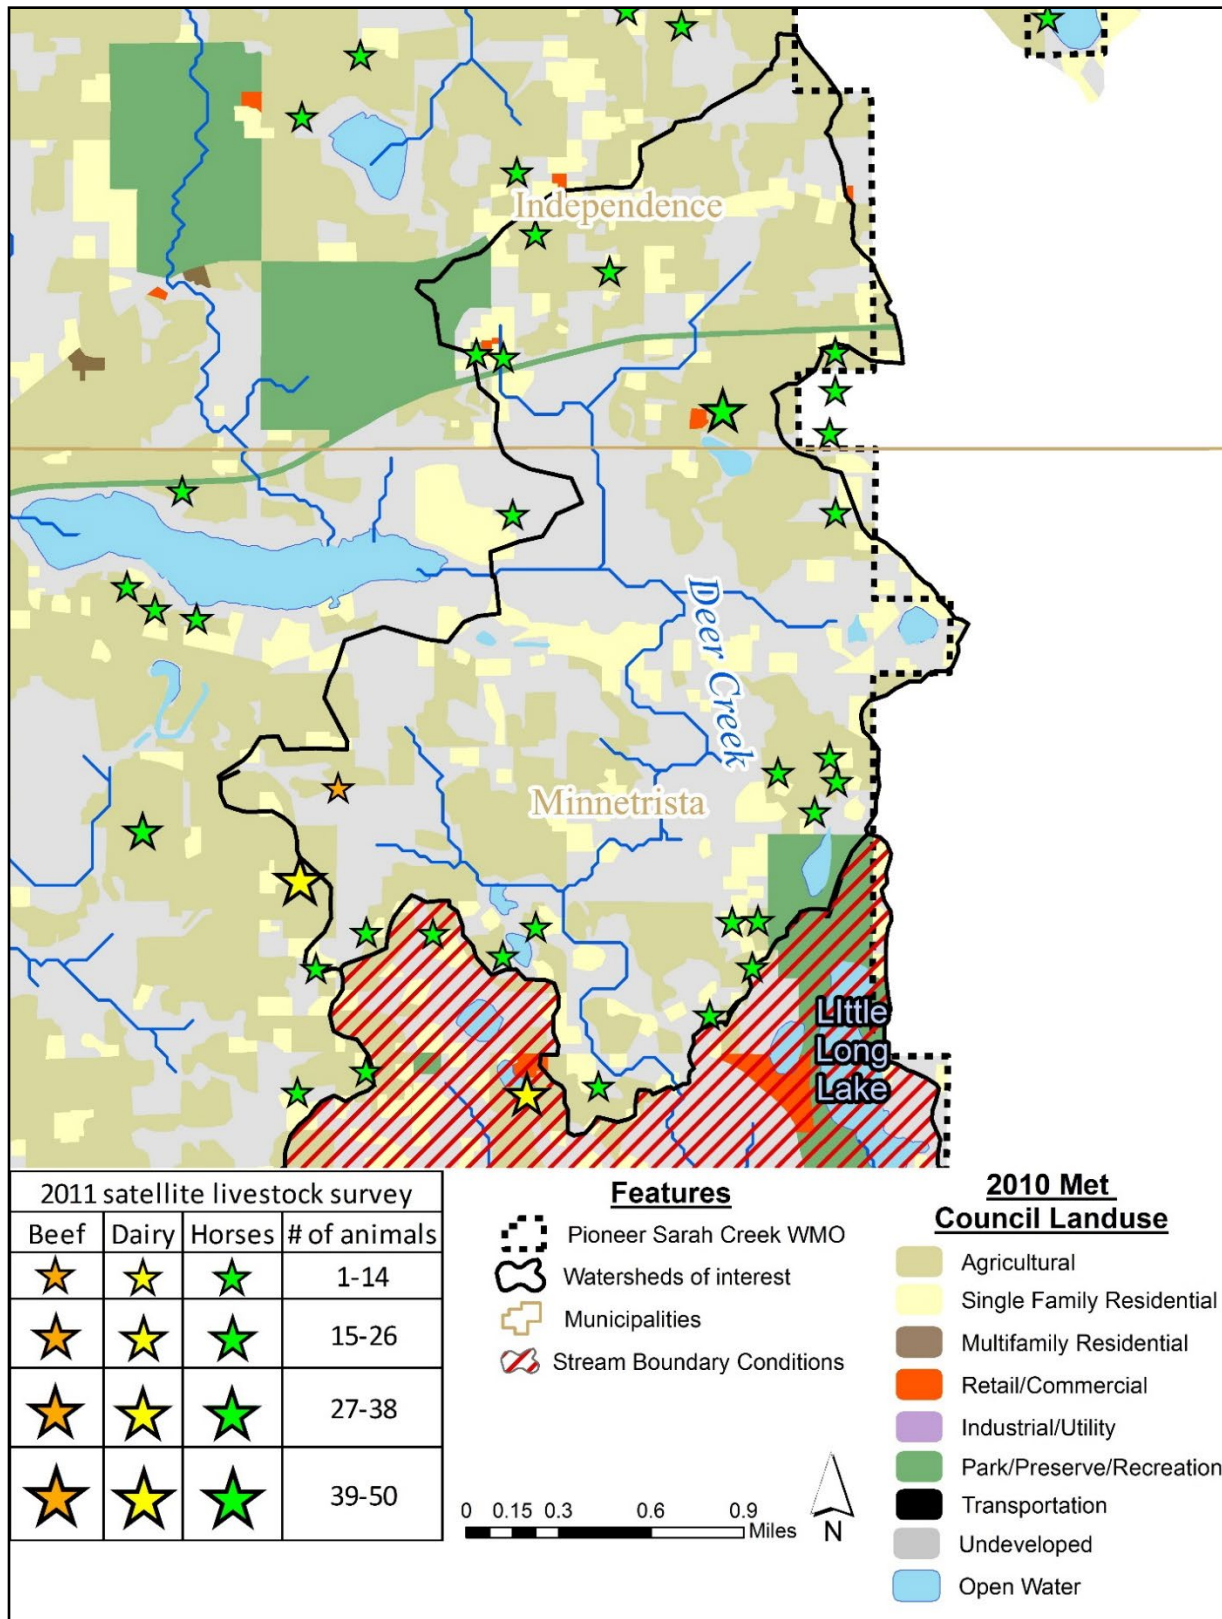 Independence
Deer Creek
Minnetrista
LIttle
Long
Lake
2011 satellite livestock survey
Beef Dairy Horses # of animals
1-14
15-26
27-38
39-50
Features
Pioneer Sarah Creek WMO
Watersheds of interest
Municipalities
Stream Boundary Conditions
0 0.15 0.3 0.6 0.9
Miles
N
2010 Met
Council Landuse
Agricultural
Single Family Residential
Multifamily Residential
Retail/Commercial
Industrial/Utility
Park/Preserve/Recreation
Transportation
Undeveloped
Open Water